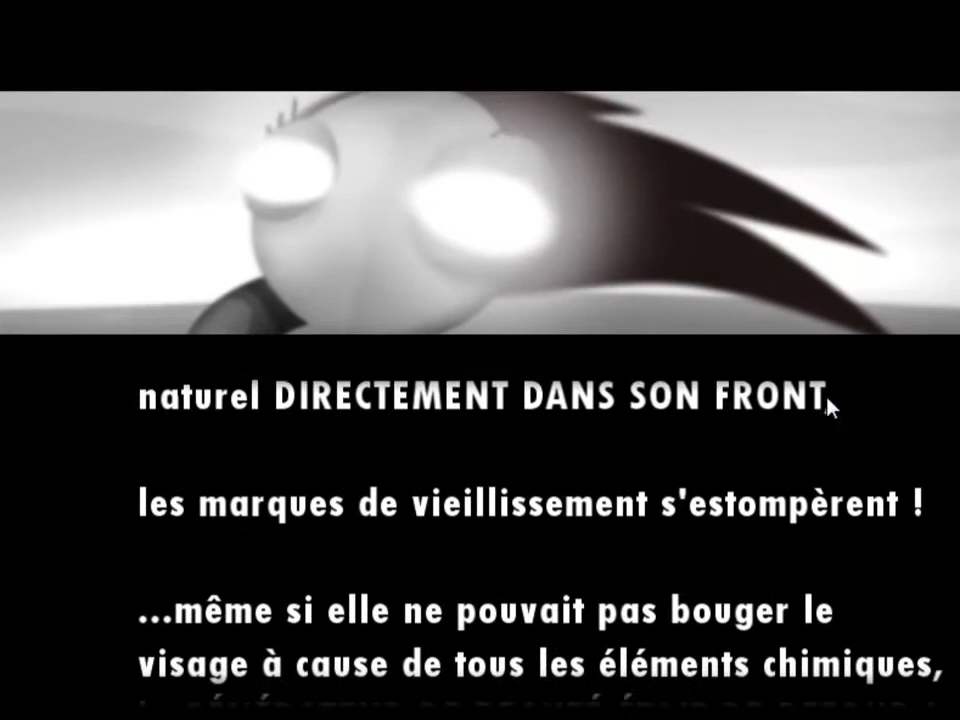 naturel DIRECTEMENT DANS SON FRONT
les marques de vieillissement s'estompèrent !
...même si elle ne pouvait pas bouger le
visage à cause de tous les éléments chimiques,